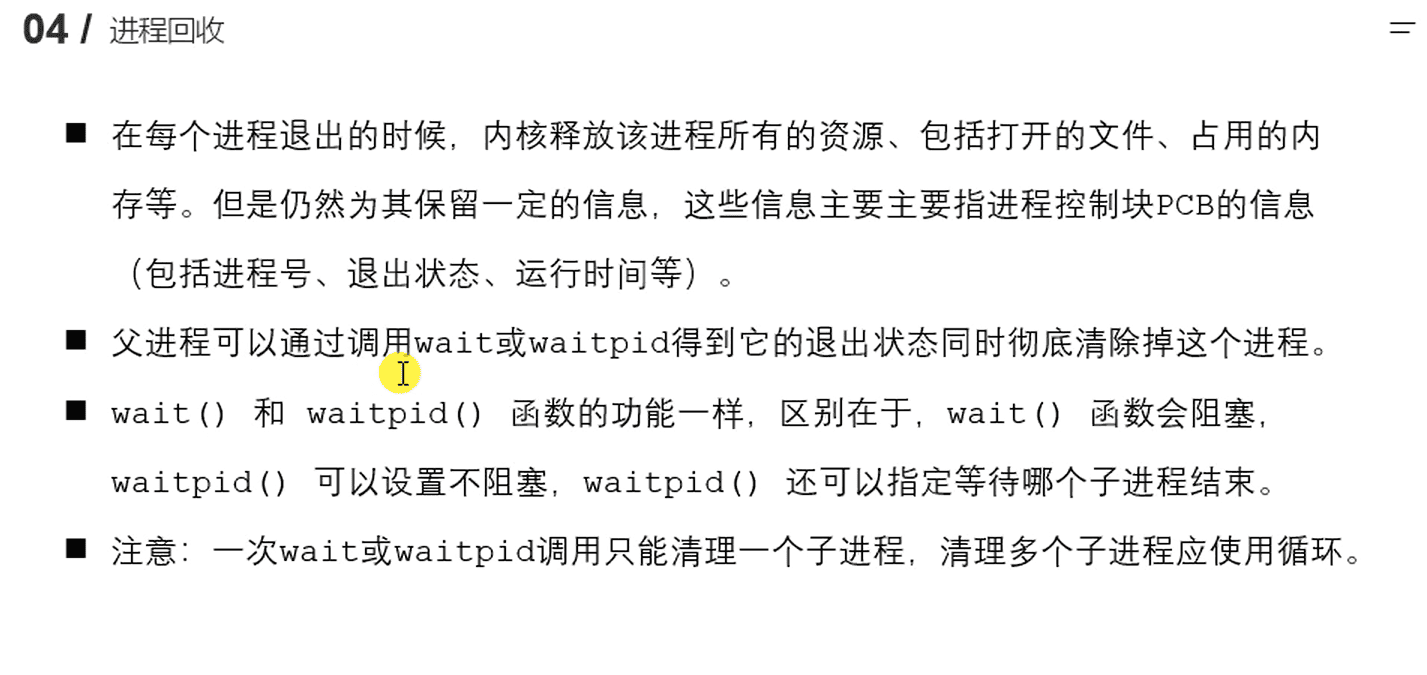 04 / 进程回收
■ 在每个进程退出的时候，内核释放该进程所有的资源、包括打开的文件、占用的内
存等。但是仍然为其保留一定的信息，这些信息主要主要指进程控制块PCB的信息
（包括进程号、退出状态、运行时间等）。
■ 父进程可以通过调用wait或waitpid得到它的退出状态同时彻底清除掉这个进程。
■ wait() 和 waitpid() 函数的功能一样，区别在于，wait() 函数会阻塞，
waitpid() 可以设置不阻塞，waitpid() 还可以指定等待哪个子进程结束。
■ 注意：一次wait或waitpid调用只能清理一个子进程，清理多个子进程应使用循环。